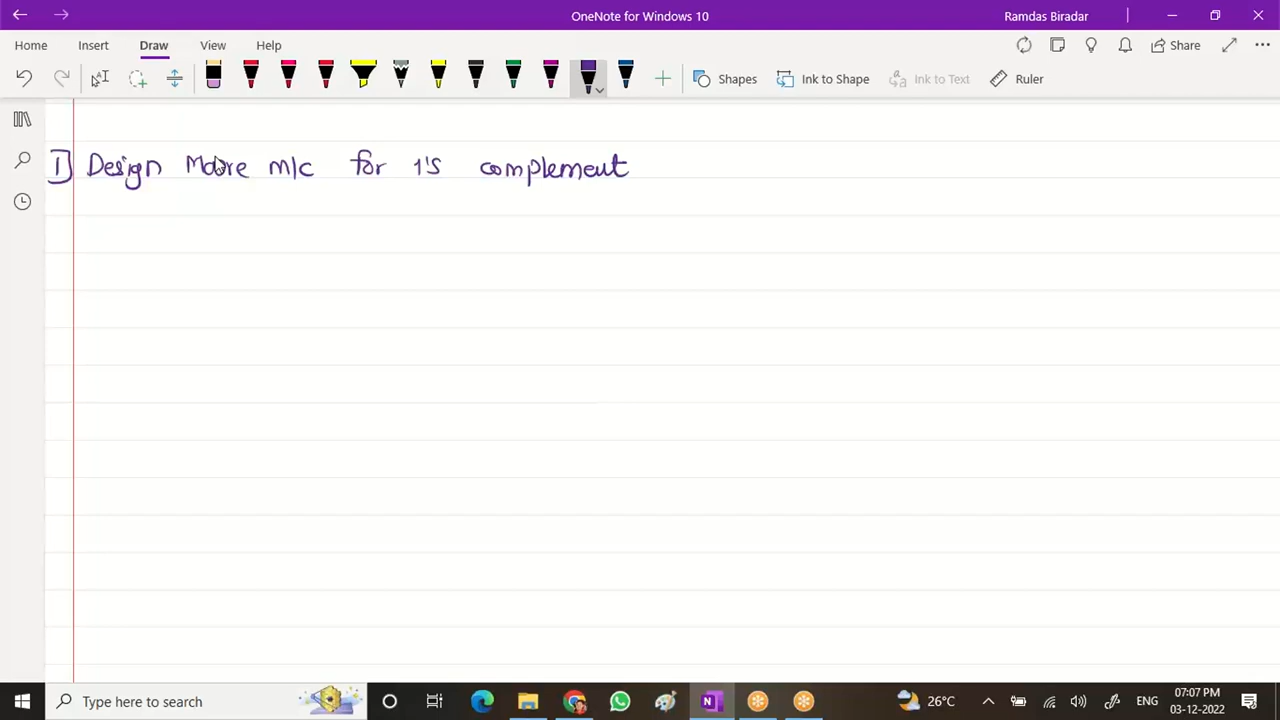 OneNote for Windows 10
Ramdas Biradar
Home Insert Draw View Help
Share
Shapes Ink to Shape Ink to Text Ruler
1] Design Moore m/c for 1's complement
Type here to search
26°C
ENG
07:07 PM
03-12-2022